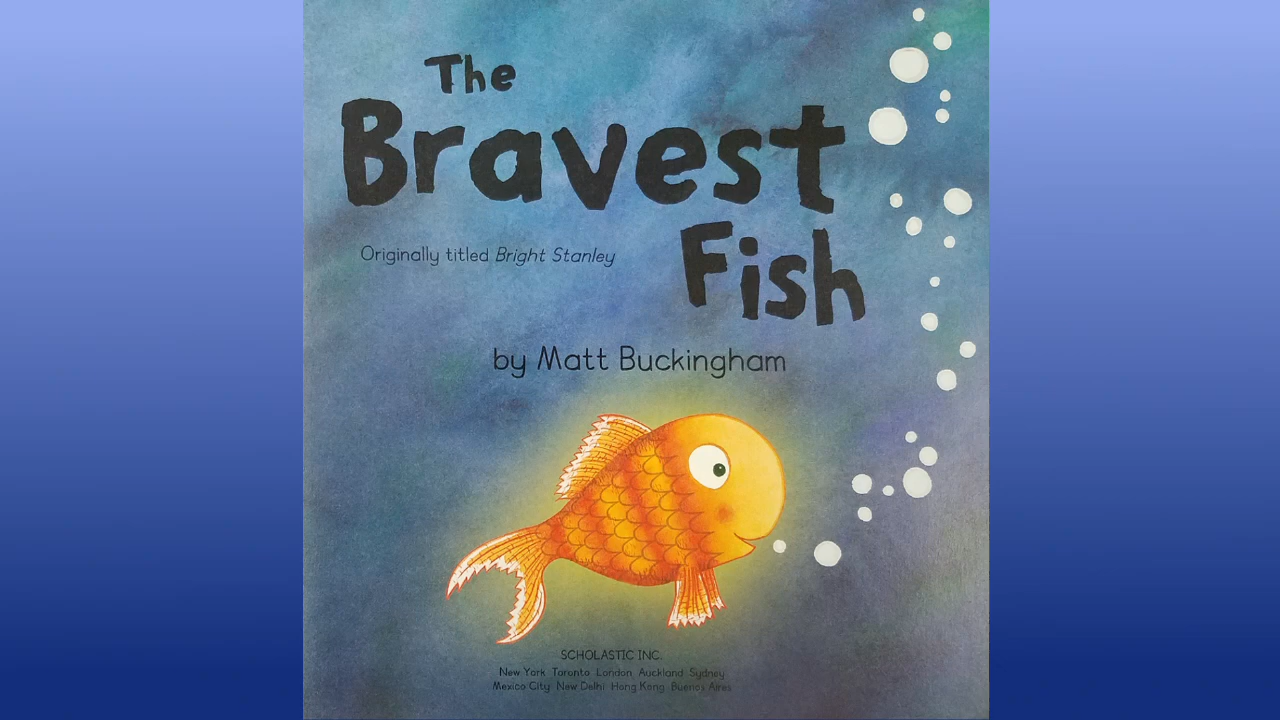 The
Bravest
Fish
Originally titled Bright Stanley
by Matt Buckingham
SCHOLASTIC INC.
New York Toronto London Auckland Sydney
Mexico City New Delhi Hong Kong Buenos Aires